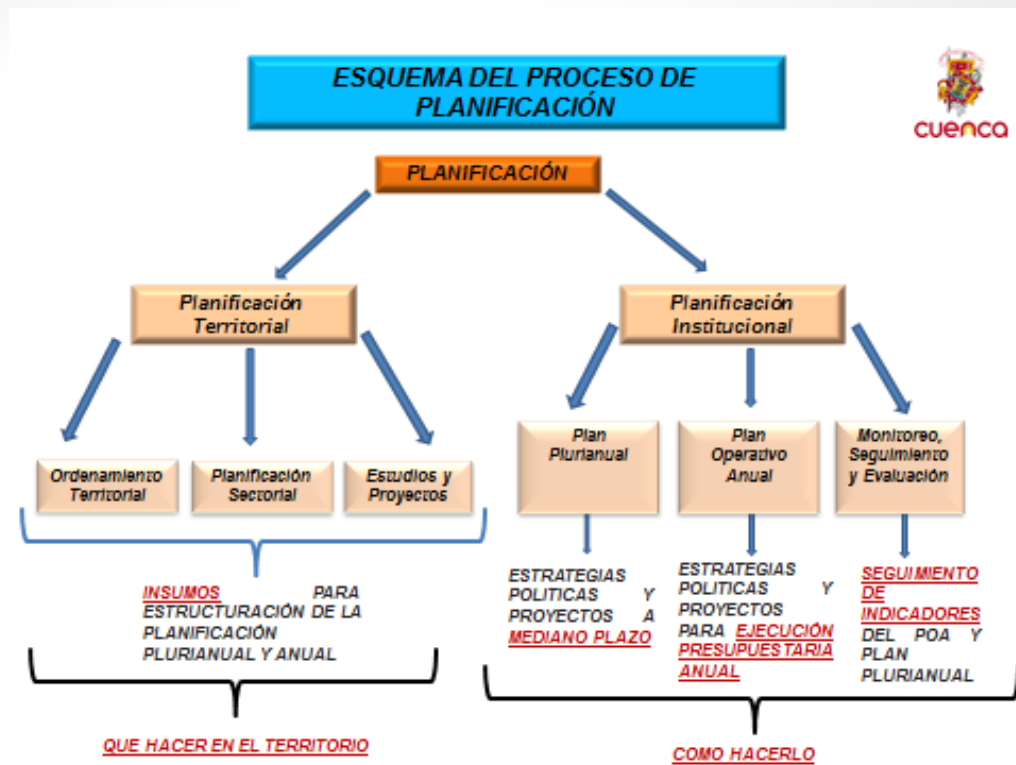 ESQUEMA DEL PROCESO DE
PLANIFICACIÓN
cuenca
PLANIFICACIÓN
Planificación
Territorial
Planificación
Institucional
Ordenamiento
Territorial
Planificación
Sectorial
Estudios y
Proyectos
Plan
Plurianual
Plan
Operativo
Anual
Monitoreo,
Seguimiento
y Evaluación
INSUMOS PARA
ESTRUCTURACIÓN DE LA
PLANIFICACIÓN
PLURIANUAL Y ANUAL
ESTRATEGIAS
POLITICAS Y
PROYECTOS A
MEDIANO PLAZO
ESTRATEGIAS
POLITICAS Y
PROYECTOS
PARA EJECUCIÓN
PRESUPUESTARIA
ANUAL
SEGUIMIENTO
DE
INDICADORES
DEL POA Y
PLAN
PLURIANUAL
QUE HACER EN EL TERRITORIO
COMO HACERLO